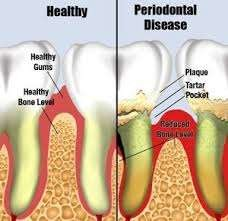 Healthy
Periodontal
Disease
Healthy
Gums
Healthy
Bone Level
Plaque
Tartar
Pocket
Reduced
Bone Level